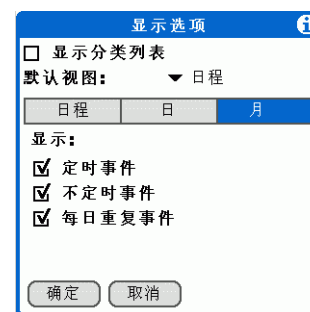 显示选项
显示分类列表
默认视图: 日程
日程 日 月
显示:
定时事件
不定时事件
每日重复事件
确定 取消